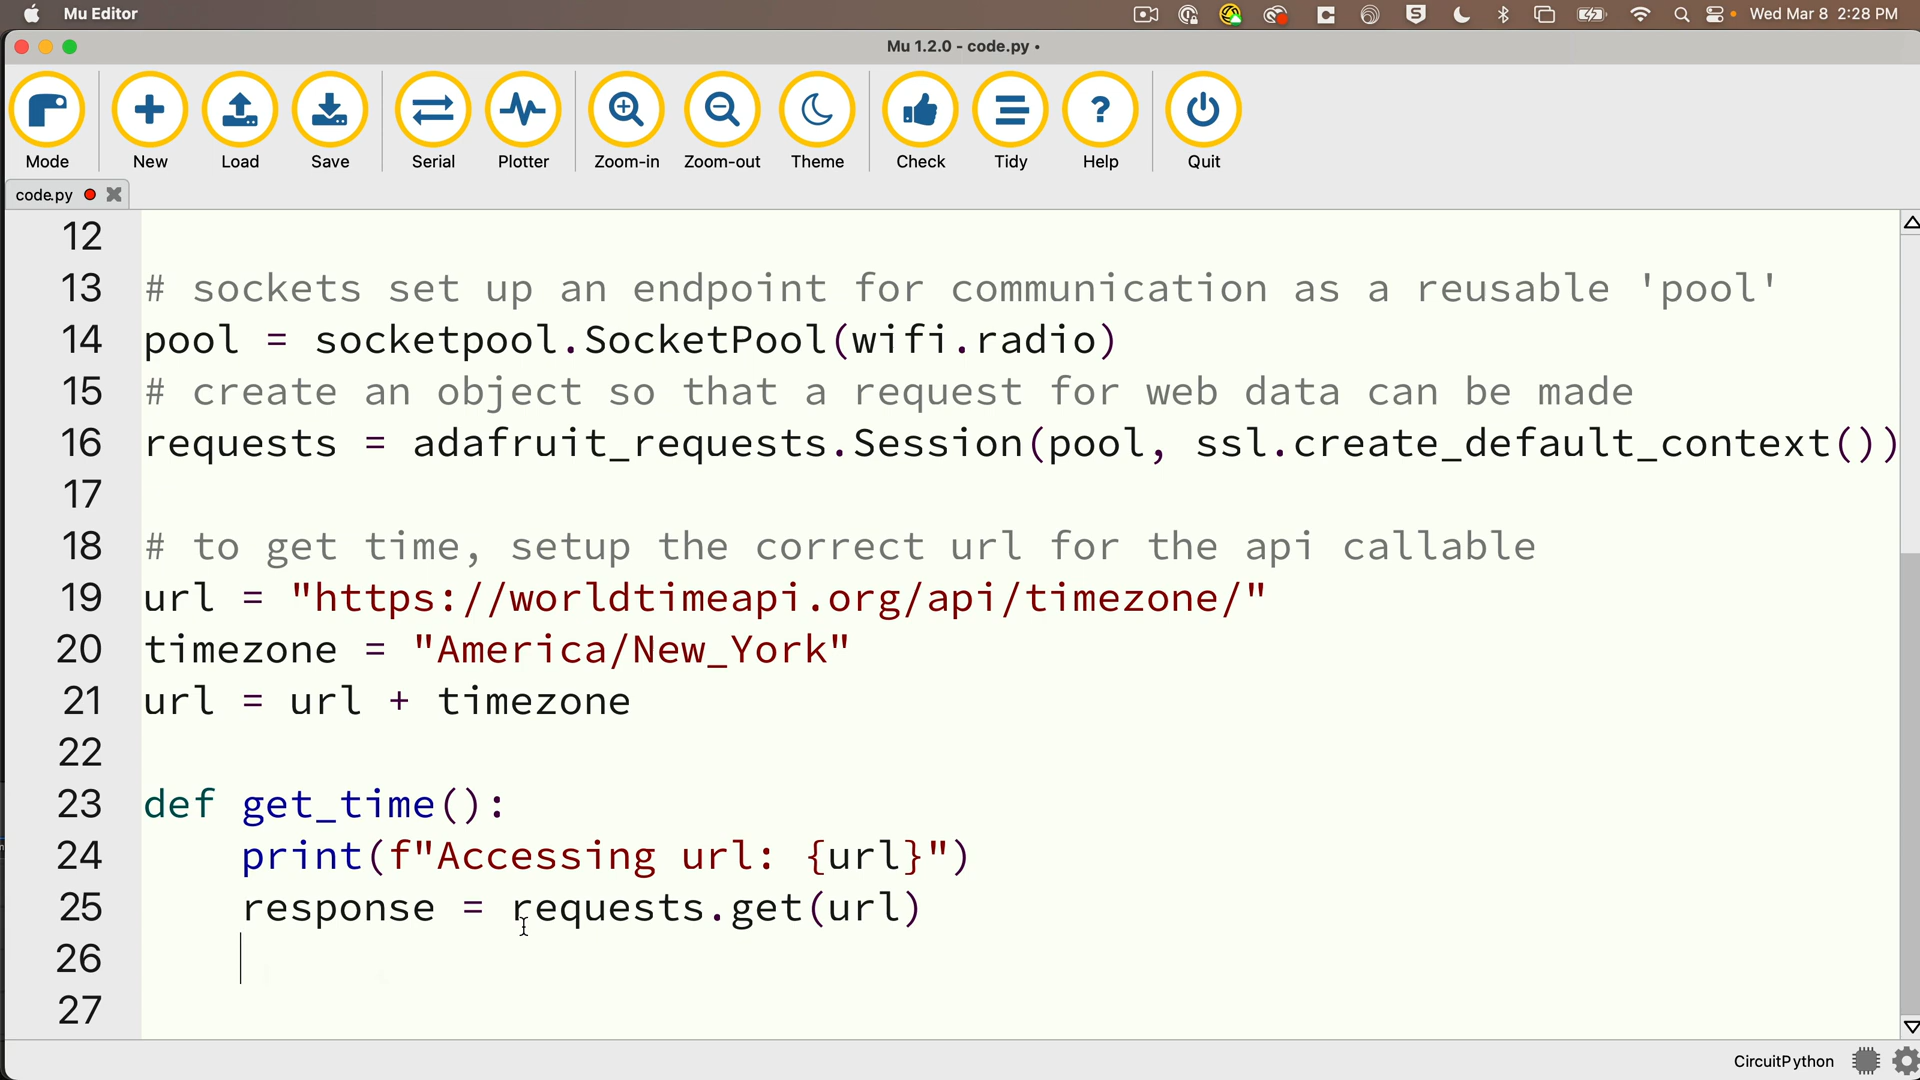 Mu Editor
Wed Mar 8 2:28 PM
Mu 1.2.0 - code.py •
Mode New Load Save Serial Plotter Zoom-in Zoom-out Theme Check Tidy Help Quit
code.py
12
13 # sockets set up an endpoint for communication as a reusable 'pool'
14 pool = socketpool.SocketPool(wifi.radio)
15 # create an object so that a request for web data can be made
16 requests = adafruit_requests.Session(pool, ssl.create_default_context())
17
18 # to get time, setup the correct url for the api callable
19 url = "https://worldtimeapi.org/api/timezone/"
20 timezone = "America/New_York"
21 url = url + timezone
22
23 def get_time():
24     print(f"Accessing url: {url}")
25     response = requests.get(url)
26
27
CircuitPython